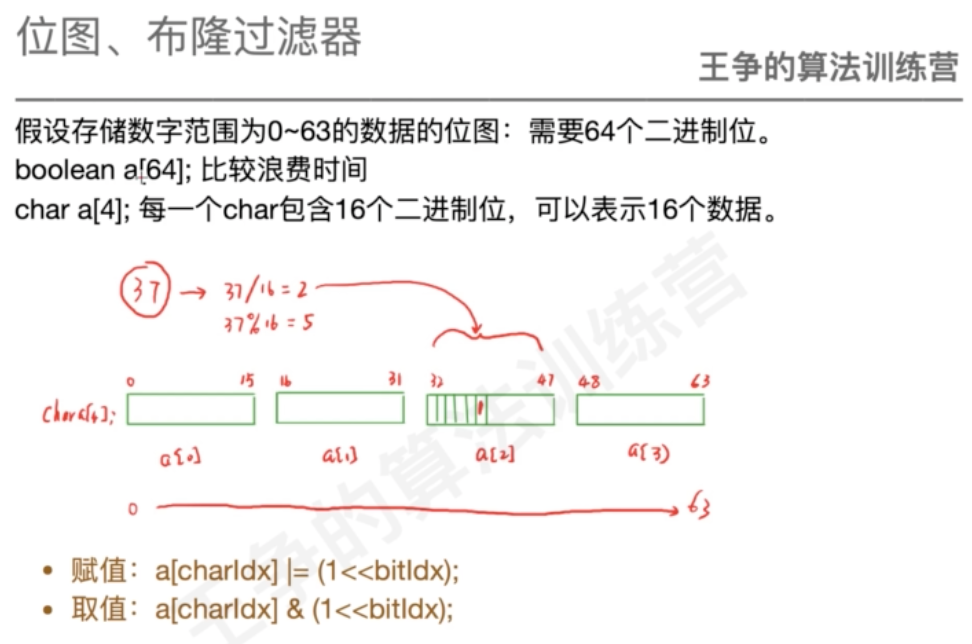 位图、布隆过滤器
王争的算法训练营
假设存储数字范围为0~63的数据的位图：需要64个二进制位。
boolean a[64]; 比较浪费时间
char a[4]; 每一个char包含16个二进制位，可以表示16个数据。
37 → 37/16 = 2
37%16 = 5
0 15 16 31 32 47 48 63
char a[4]; 1
a[0] a[1] a[2] a[3]
0 → 63
• 赋值：a[charIdx] |= (1<<bitIdx);
• 取值：a[charIdx] & (1<<bitIdx);
王争的算法训练营